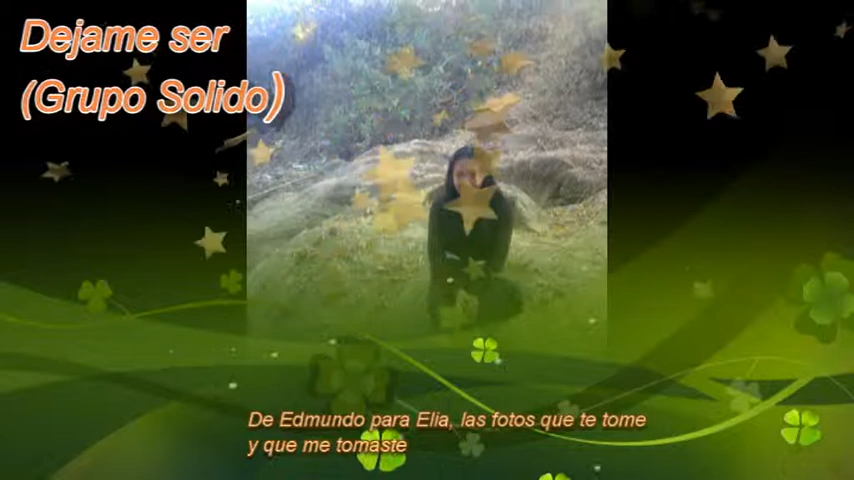 Dejame ser
(Grupo Solido)
De Edmundo para Elia, las fotos que te tome
y que me tomaste